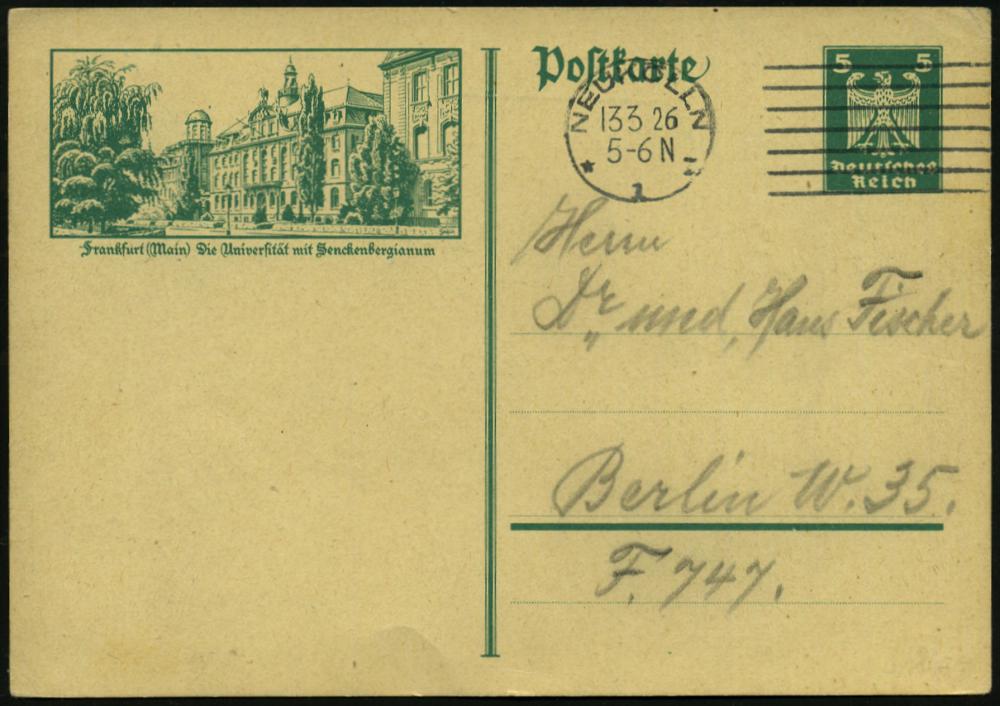 Postkarte
5 5
Deutsches
Reich
NEUKÖLLN
13 3 26
5-6 N
1
Frankfurt (Main) Die Universität mit Senckenbergianum
Herrn
Dr. med. Hans Fischer
Berlin W. 35.
F. 747.